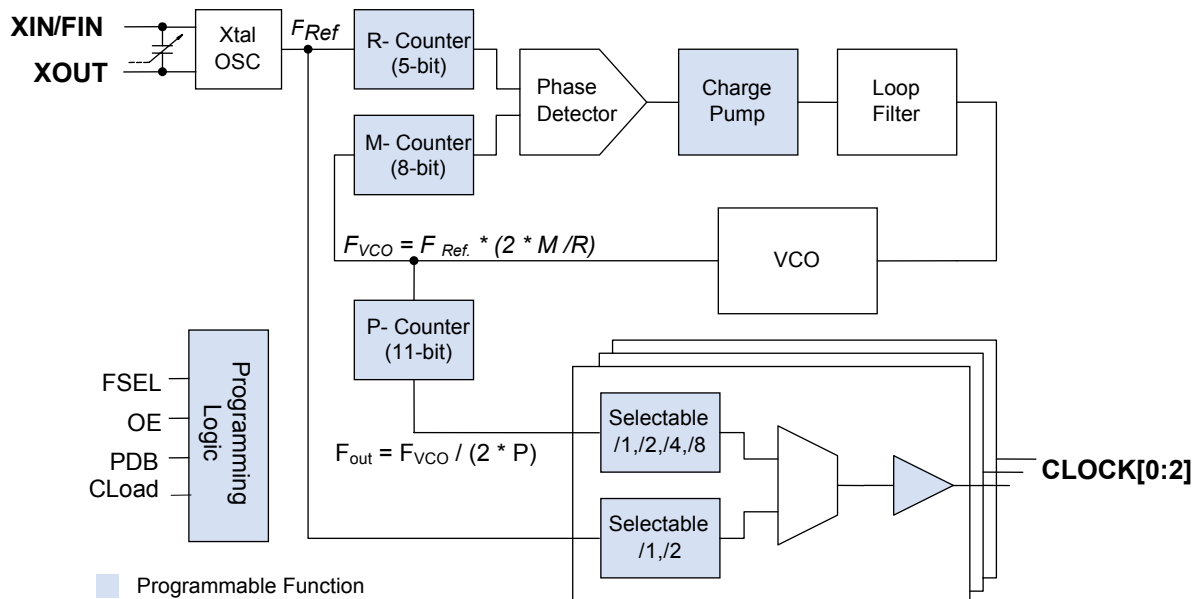 XIN/FIN
XOUT
Xtal
OSC
FRef
R- Counter
(5-bit)
M- Counter
(8-bit)
Phase
Detector
Charge
Pump
Loop
Filter
FVCO = F Ref. * (2 * M /R)
VCO
P- Counter
(11-bit)
FSEL
OE
PDB
CLoad
Programming
Logic
Fout = FVCO / (2 * P)
Selectable
/1,/2,/4,/8
Selectable
/1,/2
CLOCK[0:2]
Programmable Function